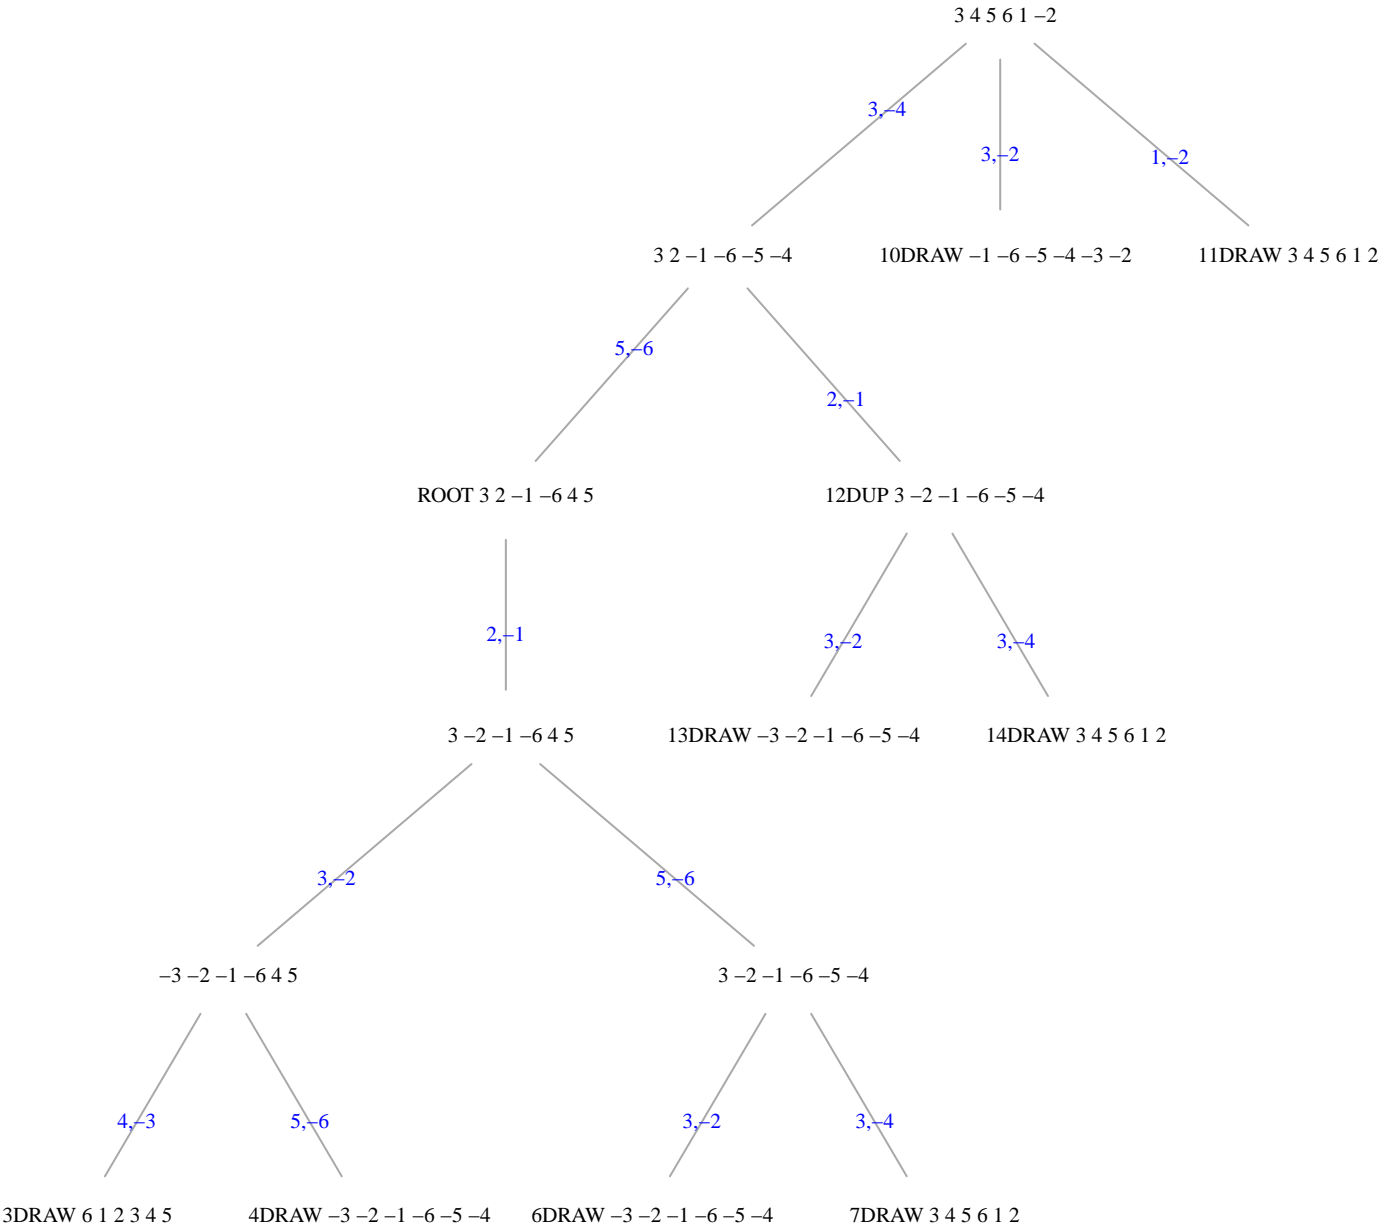 3 4 5 6 1 –2
3,–4
3,–2
1,–2
3 2 –1 –6 –5 –4
10DRAW –1 –6 –5 –4 –3 –2
11DRAW 3 4 5 6 1 2
5,–6
2,–1
ROOT 3 2 –1 –6 4 5
12DUP 3 –2 –1 –6 –5 –4
2,–1
3,–2
3,–4
3 –2 –1 –6 4 5
13DRAW –3 –2 –1 –6 –5 –4
14DRAW 3 4 5 6 1 2
3,–2
5,–6
–3 –2 –1 –6 4 5
3 –2 –1 –6 –5 –4
4,–3
5,–6
3,–2
3,–4
3DRAW 6 1 2 3 4 5
4DRAW –3 –2 –1 –6 –5 –4
6DRAW –3 –2 –1 –6 –5 –4
7DRAW 3 4 5 6 1 2